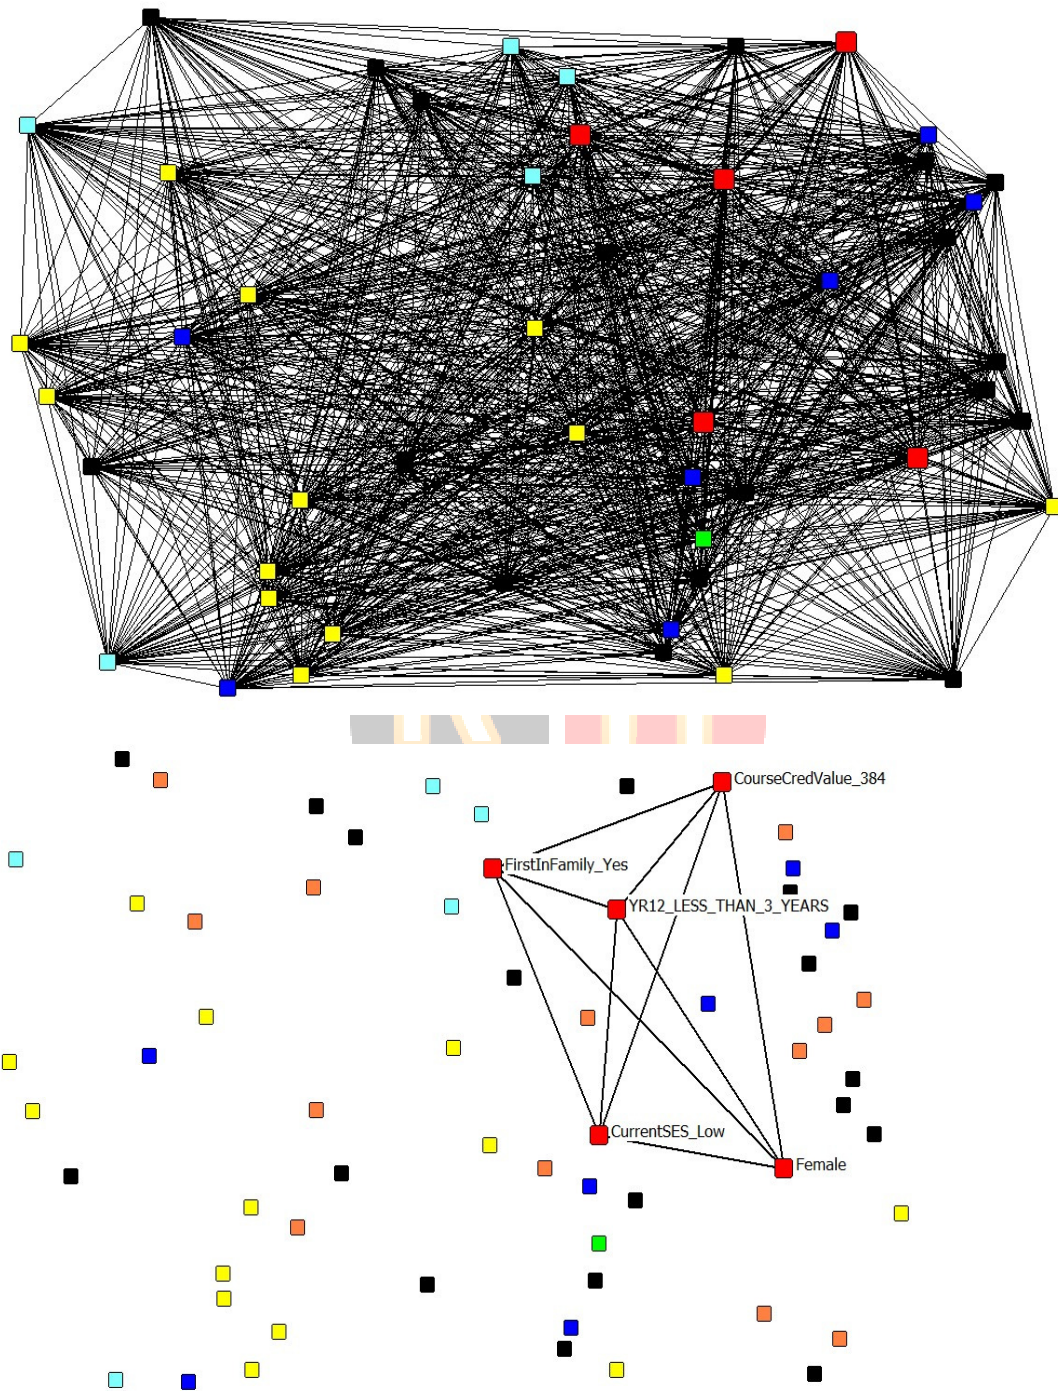 CourseCredValue_384
FirstInFamily_Yes
YR12_LESS_THAN_3_YEARS
CurrentSES_Low
Female